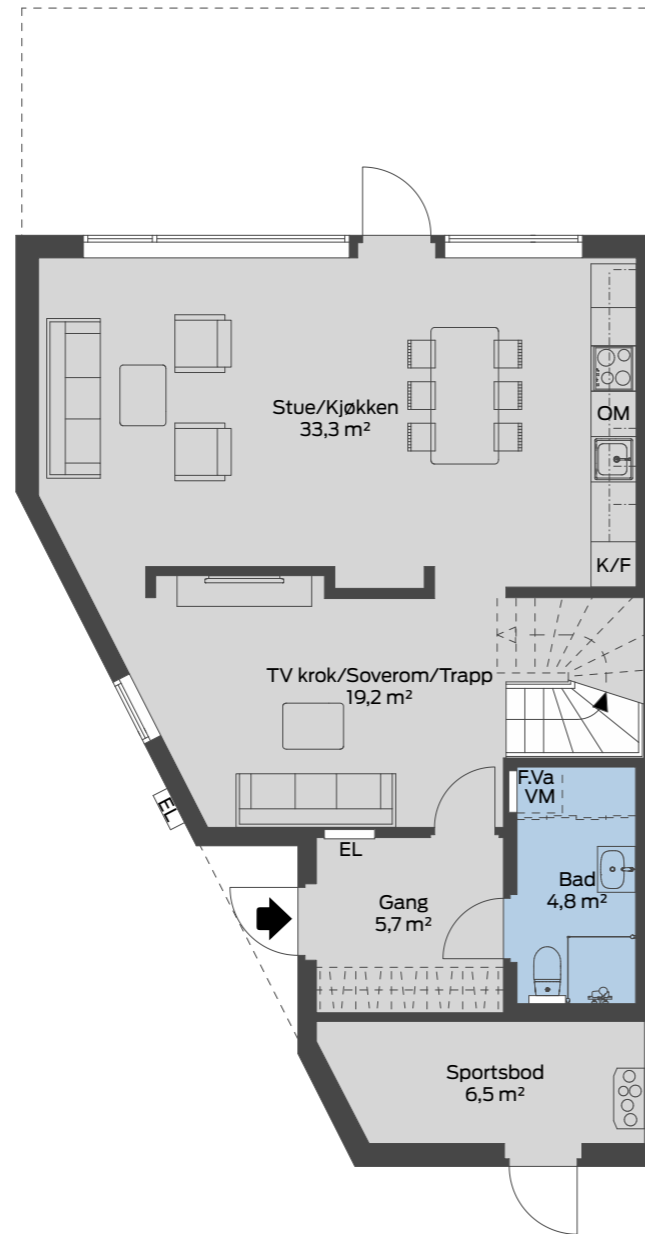 Stue/Kjøkken
33,3 m²
OM
K/F
TV krok/Soverom/Trapp
19,2 m²
F.Va
VM
EL
EL
Bad
4,8 m²
Gang
5,7 m²
Sportsbod
6,5 m²